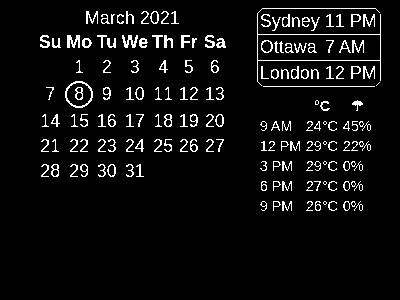 March 2021
Su Mo Tu We Th Fr Sa
1 2 3 4 5 6
7 8 9 10 11 12 13
14 15 16 17 18 19 20
21 22 23 24 25 26 27
28 29 30 31
Sydney 11 PM
Ottawa 7 AM
London 12 PM
°C
9 AM 24°C 45%
12 PM 29°C 22%
3 PM 29°C 0%
6 PM 27°C 0%
9 PM 26°C 0%